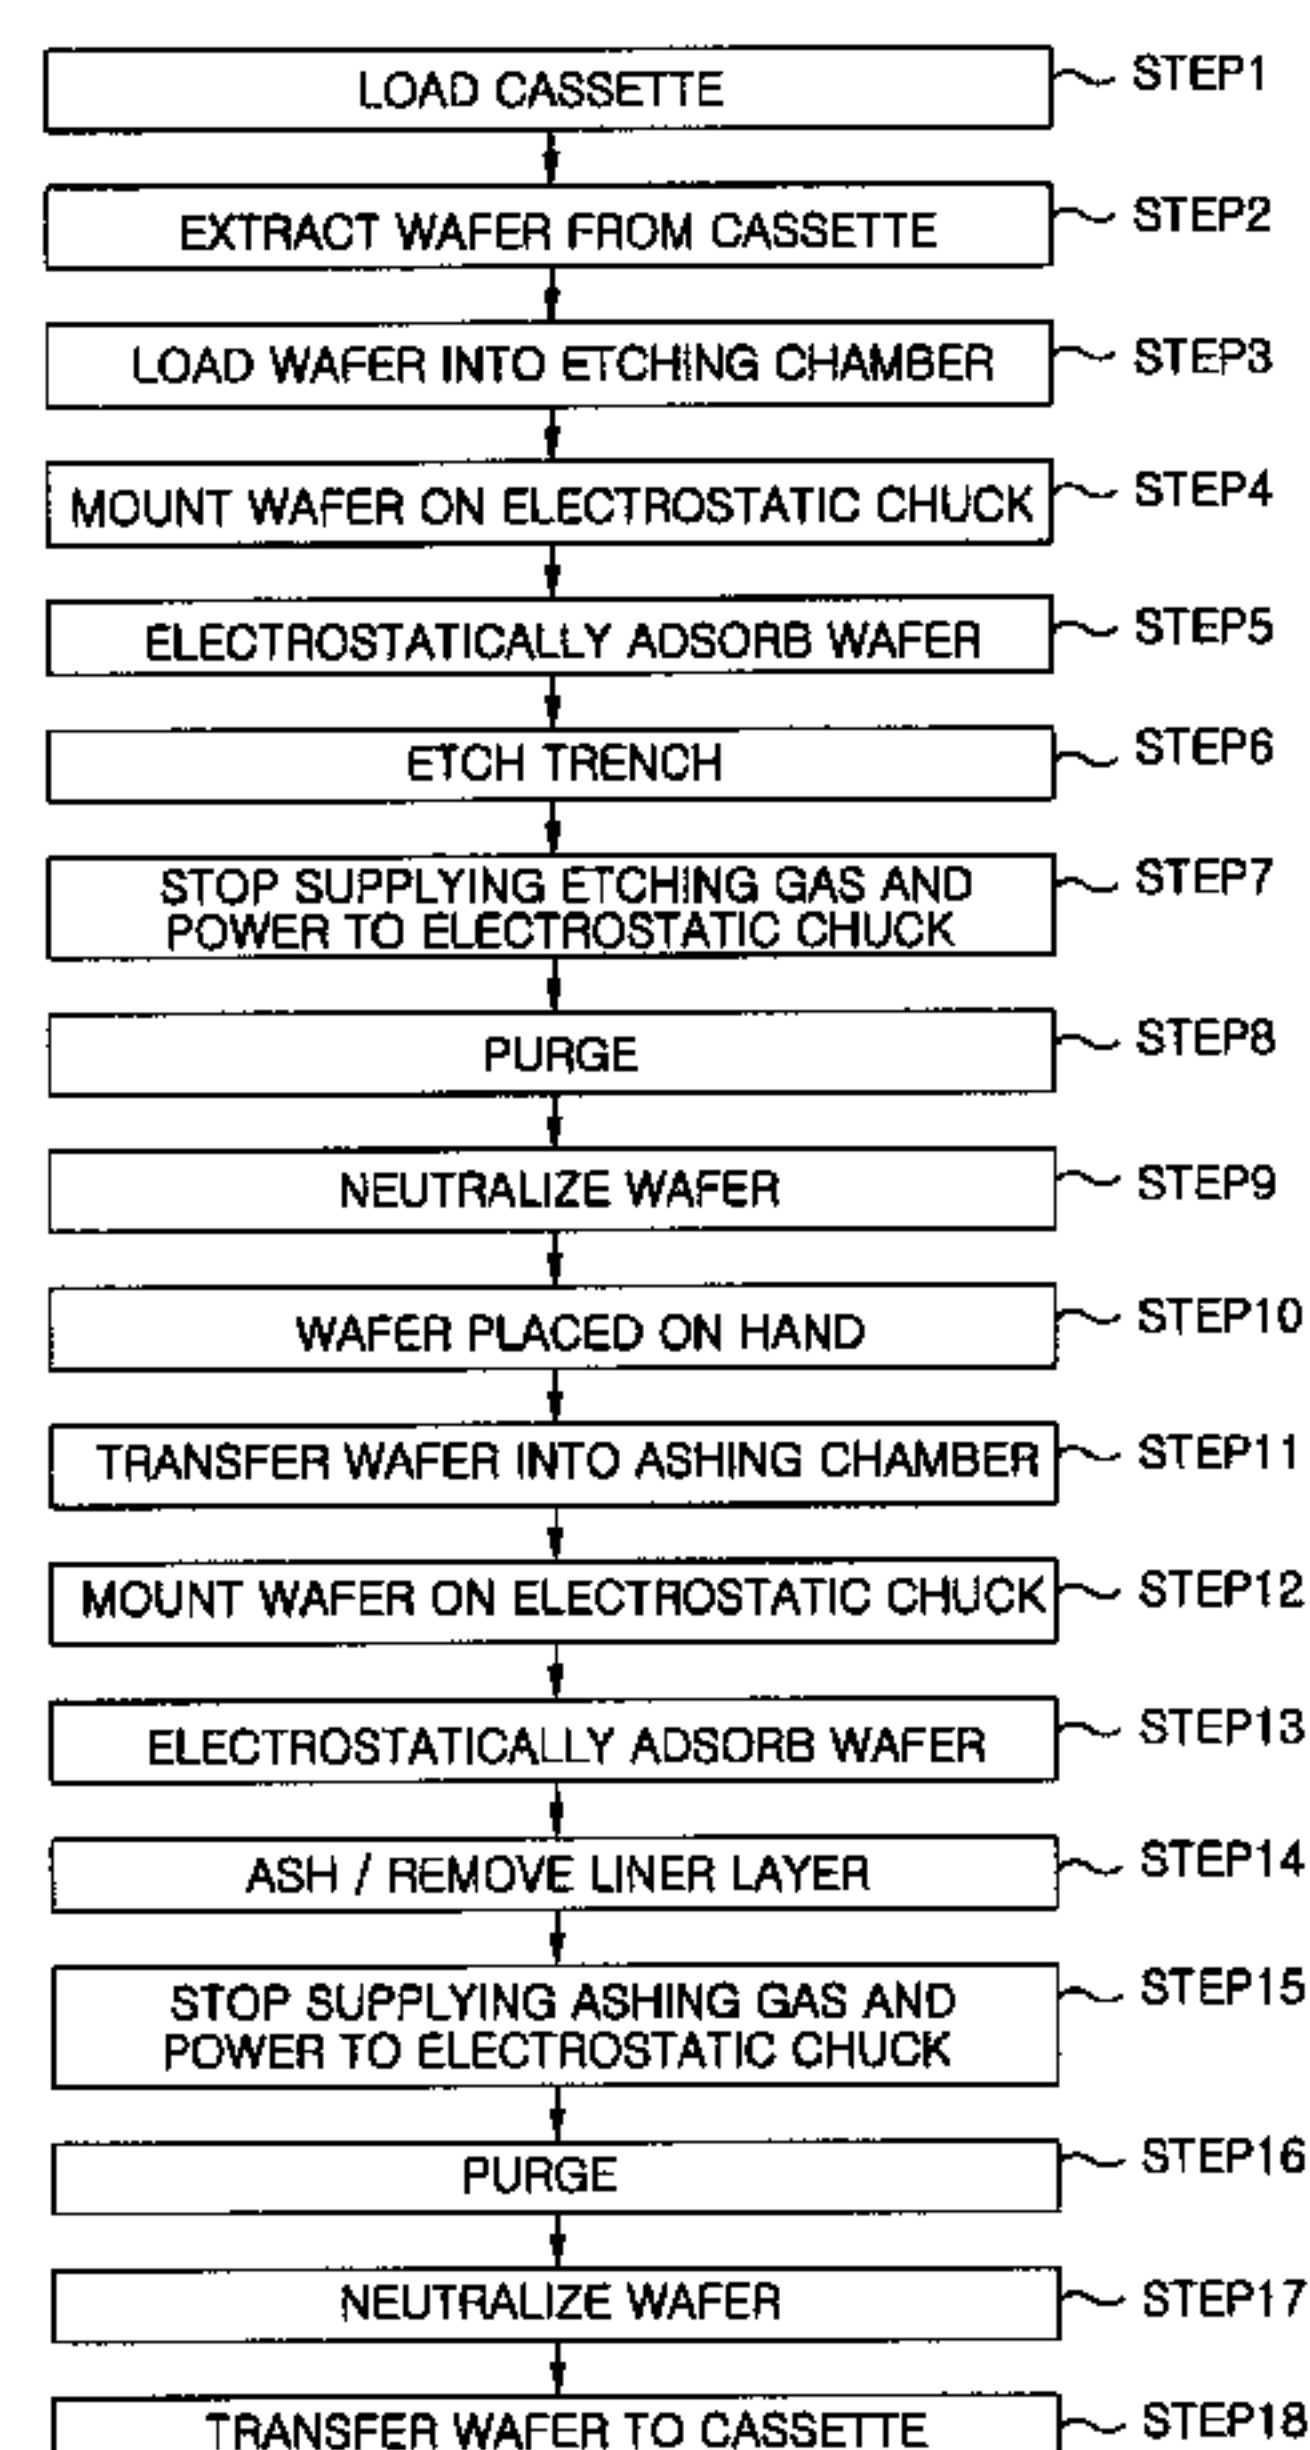 LOAD CASSETTE
STEP1
EXTRACT WAFER FROM CASSETTE
STEP2
LOAD WAFER INTO ETCHING CHAMBER
STEP3
MOUNT WAFER ON ELECTROSTATIC CHUCK
STEP4
ELECTROSTATICALLY ADSORB WAFER
STEP5
ETCH TRENCH
STEP6
STOP SUPPLYING ETCHING GAS AND
POWER TO ELECTROSTATIC CHUCK
STEP7
PURGE
STEP8
NEUTRALIZE WAFER
STEP9
WAFER PLACED ON HAND
STEP10
TRANSFER WAFER INTO ASHING CHAMBER
STEP11
MOUNT WAFER ON ELECTROSTATIC CHUCK
STEP12
ELECTROSTATICALLY ADSORB WAFER
STEP13
ASH / REMOVE LINER LAYER
STEP14
STOP SUPPLYING ASHING GAS AND
POWER TO ELECTROSTATIC CHUCK
STEP15
PURGE
STEP16
NEUTRALIZE WAFER
STEP17
TRANSFER WAFER TO CASSETTE
STEP18